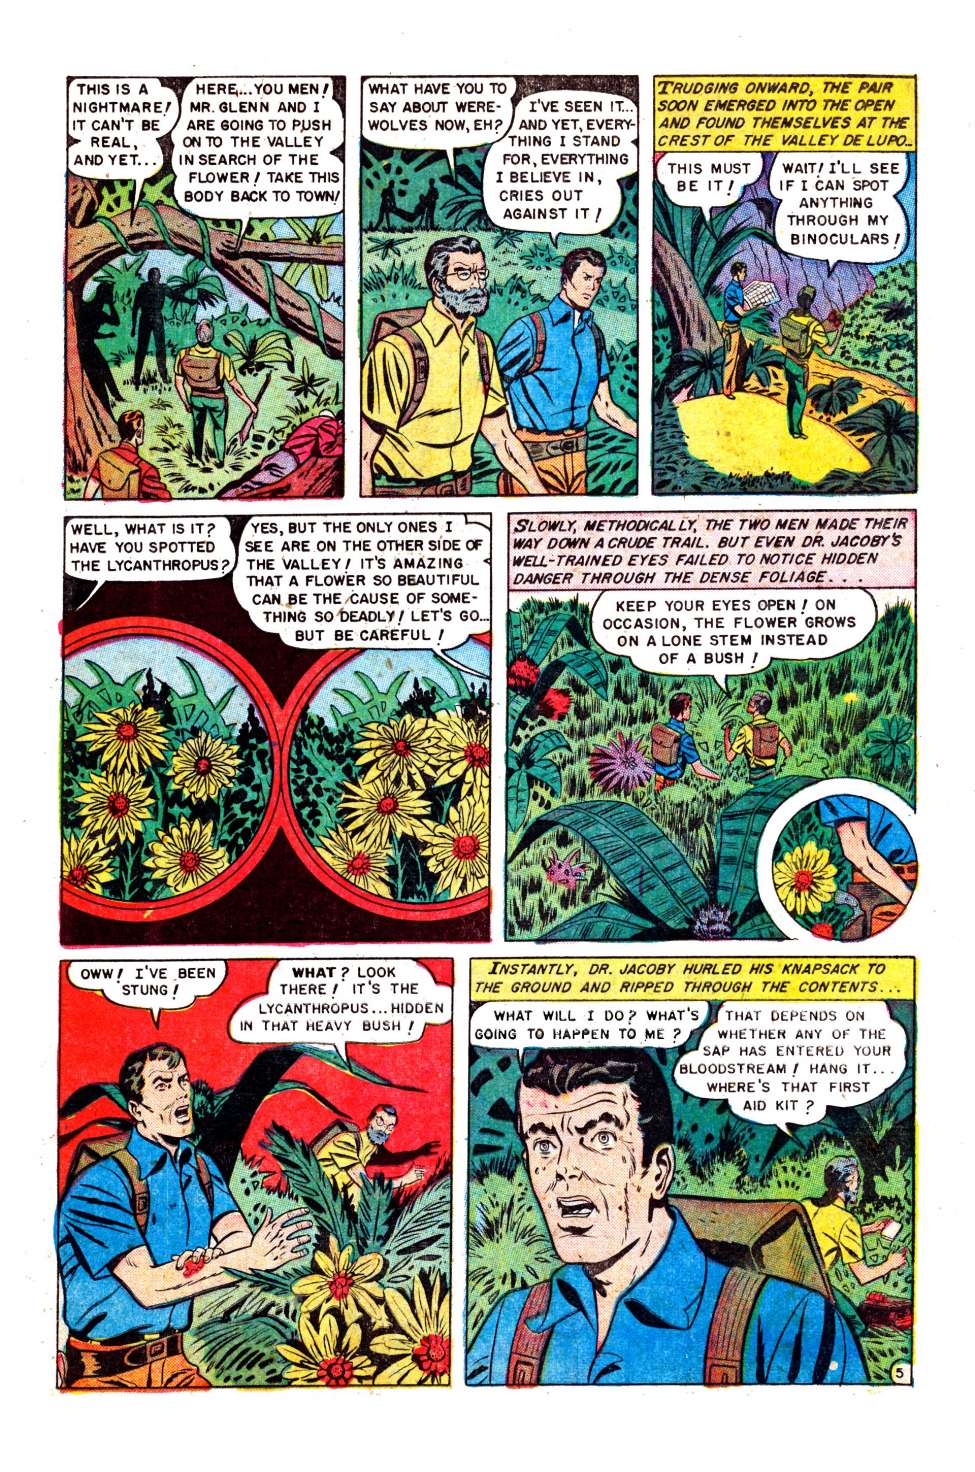 THIS IS A
NIGHTMARE!
IT CAN'T BE
REAL,
AND YET...
HERE,...YOU MEN!
MR. GLENN AND I
ARE GOING TO PUSH
ON TO THE VALLEY
IN SEARCH OF THE
FLOWER! TAKE THIS
BODY BACK TO TOWN!
WHAT HAVE YOU TO
SAY ABOUT WERE-
WOLVES NOW, EH?
I'VE SEEN IT...
AND YET, EVERY-
THING I STAND
FOR, EVERYTHING
I BELIEVE IN,
CRIES OUT
AGAINST IT!
TRUDGING ONWARD, THE PAIR
SOON EMERGED INTO THE OPEN
AND FOUND THEMSELVES AT THE
CREST OF THE VALLEY DE LUPO...
THIS MUST
BE IT!
WAIT! I'LL SEE
IF I CAN SPOT
ANYTHING
THROUGH MY
BINOCULARS!
WELL, WHAT IS IT?
HAVE YOU SPOTTED
THE LYCANTHROPUS?
YES, BUT THE ONLY ONES I
SEE ARE ON THE OTHER SIDE OF
THE VALLEY! IT'S AMAZING
THAT A FLOWER SO BEAUTIFUL
CAN BE THE CAUSE OF SOME-
THING SO DEADLY! LET'S GO...
BUT BE CAREFUL!
SLOWLY, METHODICALLY, THE TWO MEN MADE THEIR
WAY DOWN A CRUDE TRAIL. BUT EVEN DR. JACOBY'S
WELL-TRAINED EYES FAILED TO NOTICE HIDDEN
DANGER THROUGH THE DENSE FOLIAGE...
KEEP YOUR EYES OPEN! ON
OCCASION, THE FLOWER GROWS
ON A LONE STEM INSTEAD
OF A BUSH!
OWW! I'VE BEEN
STUNG!
WHAT? LOOK
THERE! IT'S THE
LYCANTHROPUS...HIDDEN
IN THAT HEAVY BUSH!
INSTANTLY, DR. JACOBY HURLED HIS KNAPSACK TO
THE GROUND AND RIPPED THROUGH THE CONTENTS...
WHAT WILL I DO? WHAT'S
GOING TO HAPPEN TO ME?
THAT DEPENDS ON
WHETHER ANY OF THE
SAP HAS ENTERED YOUR
BLOODSTREAM! HANG IT...
WHERE'S THAT FIRST
AID KIT?
5